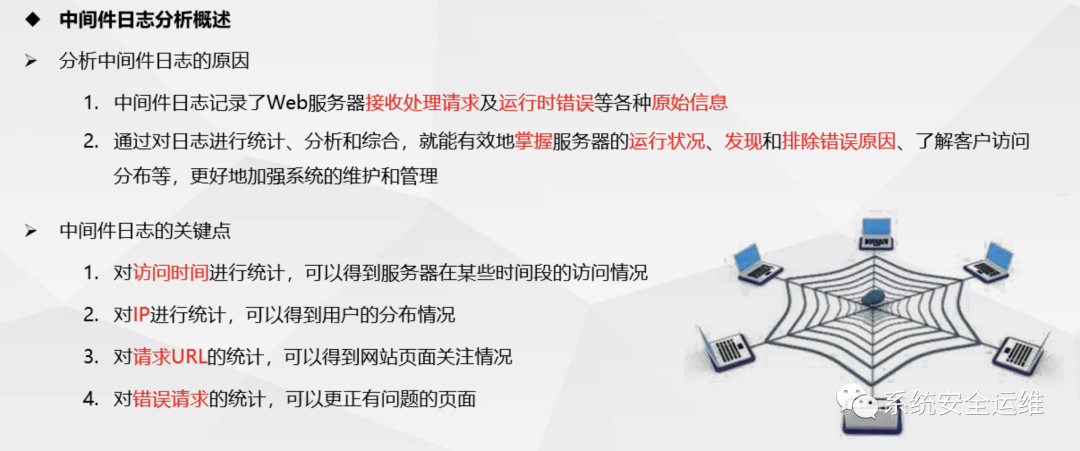 ◆ 中间件日志分析概述
➢ 分析中间件日志的原因
1. 中间件日志记录了Web服务器接收处理请求及运行时错误等各种原始信息
2. 通过对日志进行统计、分析和综合，就能有效地掌握服务器的运行状况、发现和排除错误原因、了解客户访问
分布等，更好地加强系统的维护和管理
➢ 中间件日志的关键点
1. 对访问时间进行统计，可以得到服务器在某些时间段的访问情况
2. 对IP进行统计，可以得到用户的分布情况
3. 对请求URL的统计，可以得到网站页面关注情况
4. 对错误请求的统计，可以更正有问题的页面
系统安全运维